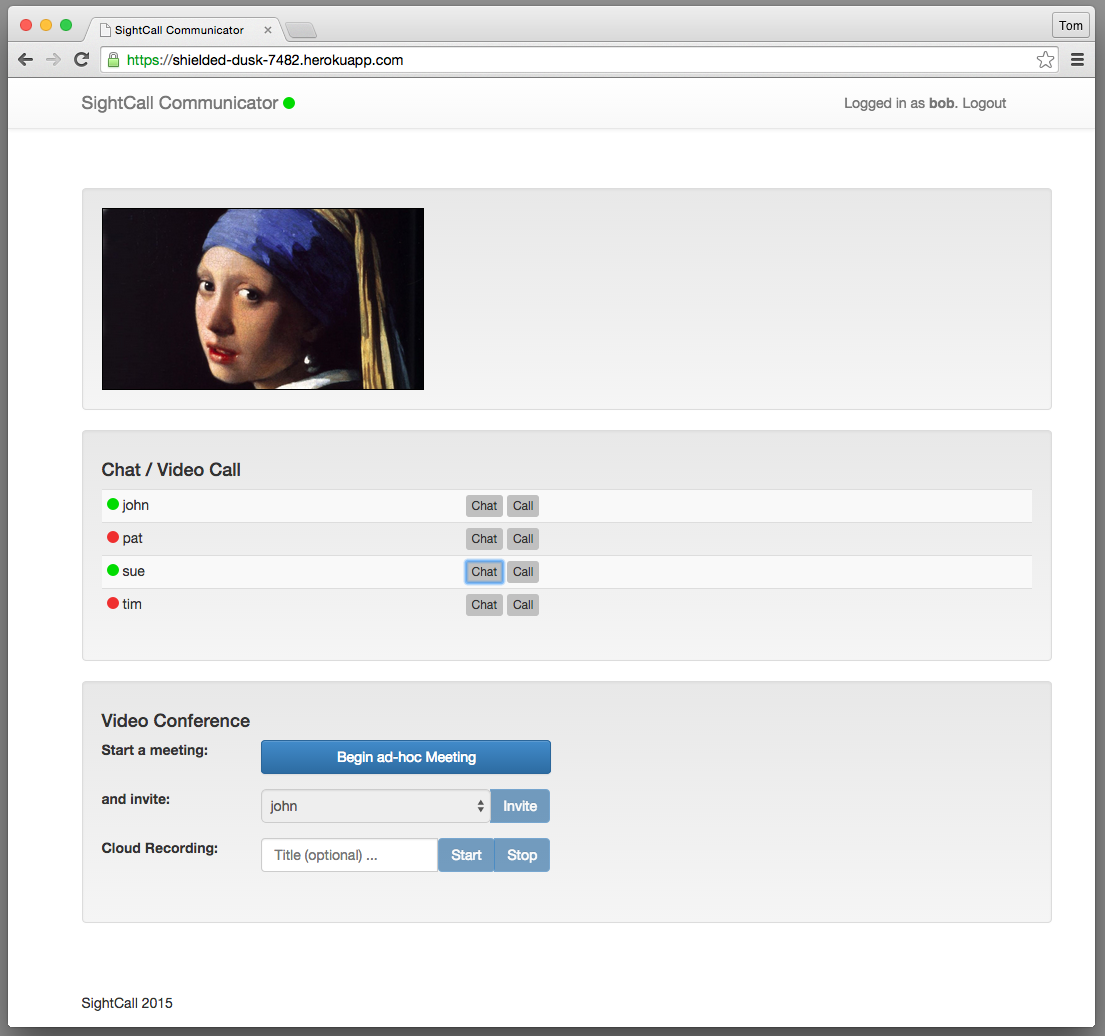 SightCall Communicator
Tom
https://shielded-dusk-7482.herokuapp.com
SightCall Communicator Logged in as bob. Logout
Chat / Video Call
john Chat Call
pat Chat Call
sue Chat Call
tim Chat Call
Video Conference
Start a meeting: Begin ad-hoc Meeting
and invite: john Invite
Cloud Recording: Title (optional) ... Start Stop
SightCall 2015